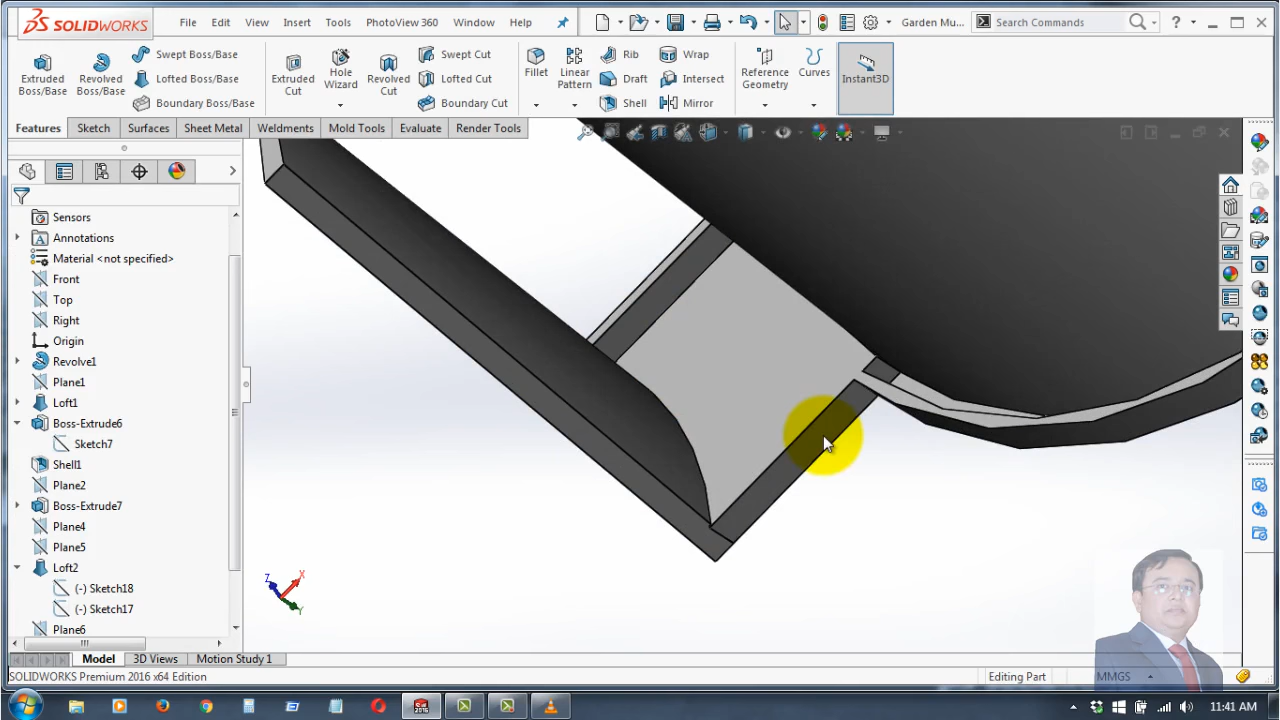 SOLIDWORKS
File Edit View Insert Tools PhotoView 360 Window Help
Garden Mu...
Search Commands
Extruded Boss/Base
Revolved Boss/Base
Swept Boss/Base
Lofted Boss/Base
Boundary Boss/Base
Extruded Cut
Hole Wizard
Revolved Cut
Swept Cut
Lofted Cut
Boundary Cut
Fillet
Linear Pattern
Rib
Draft
Shell
Wrap
Intersect
Mirror
Reference Geometry
Curves
Instant3D
Features Sketch Surfaces Sheet Metal Weldments Mold Tools Evaluate Render Tools
Sensors
Annotations
Material <not specified>
Front
Top
Right
Origin
Revolve1
Plane1
Loft1
Boss-Extrude6
Sketch7
Shell1
Plane2
Boss-Extrude7
Plane4
Plane5
Loft2
(-) Sketch18
(-) Sketch17
Plane6
Z
X
Y
Model 3D Views Motion Study 1
SOLIDWORKS Premium 2016 x64 Edition
Editing Part
MMGS
11:41 AM